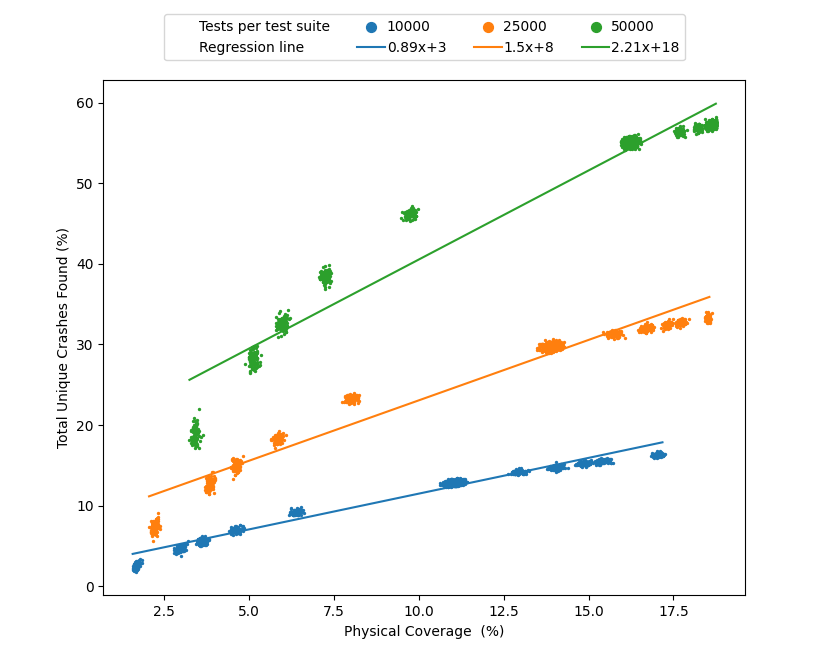 Tests per test suite 10000 25000 50000
Regression line 0.89x+3 1.5x+8 2.21x+18
60
50
40
30
20
10
0
Total Unique Crashes Found (%)
2.5 5.0 7.5 10.0 12.5 15.0 17.5
Physical Coverage (%)